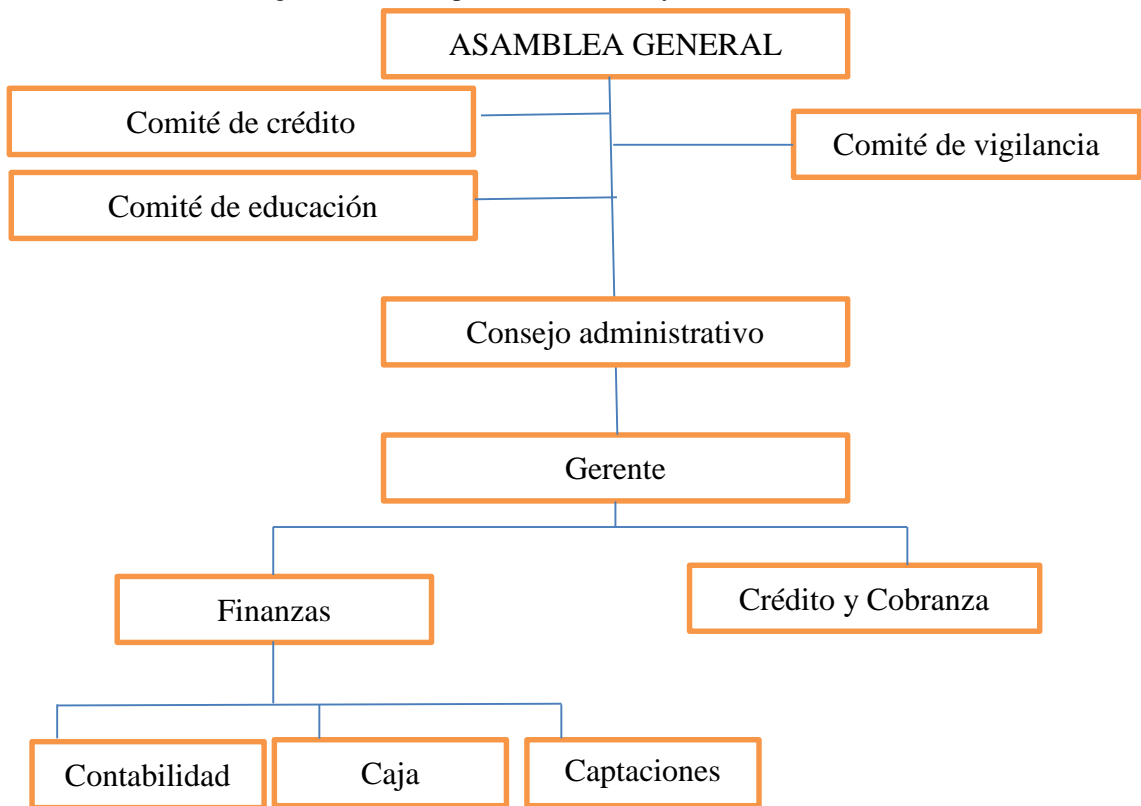 ASAMBLEA GENERAL
Comité de crédito
Comité de vigilancia
Comité de educación
Consejo administrativo
Gerente
Finanzas
Crédito y Cobranza
Contabilidad
Caja
Captaciones